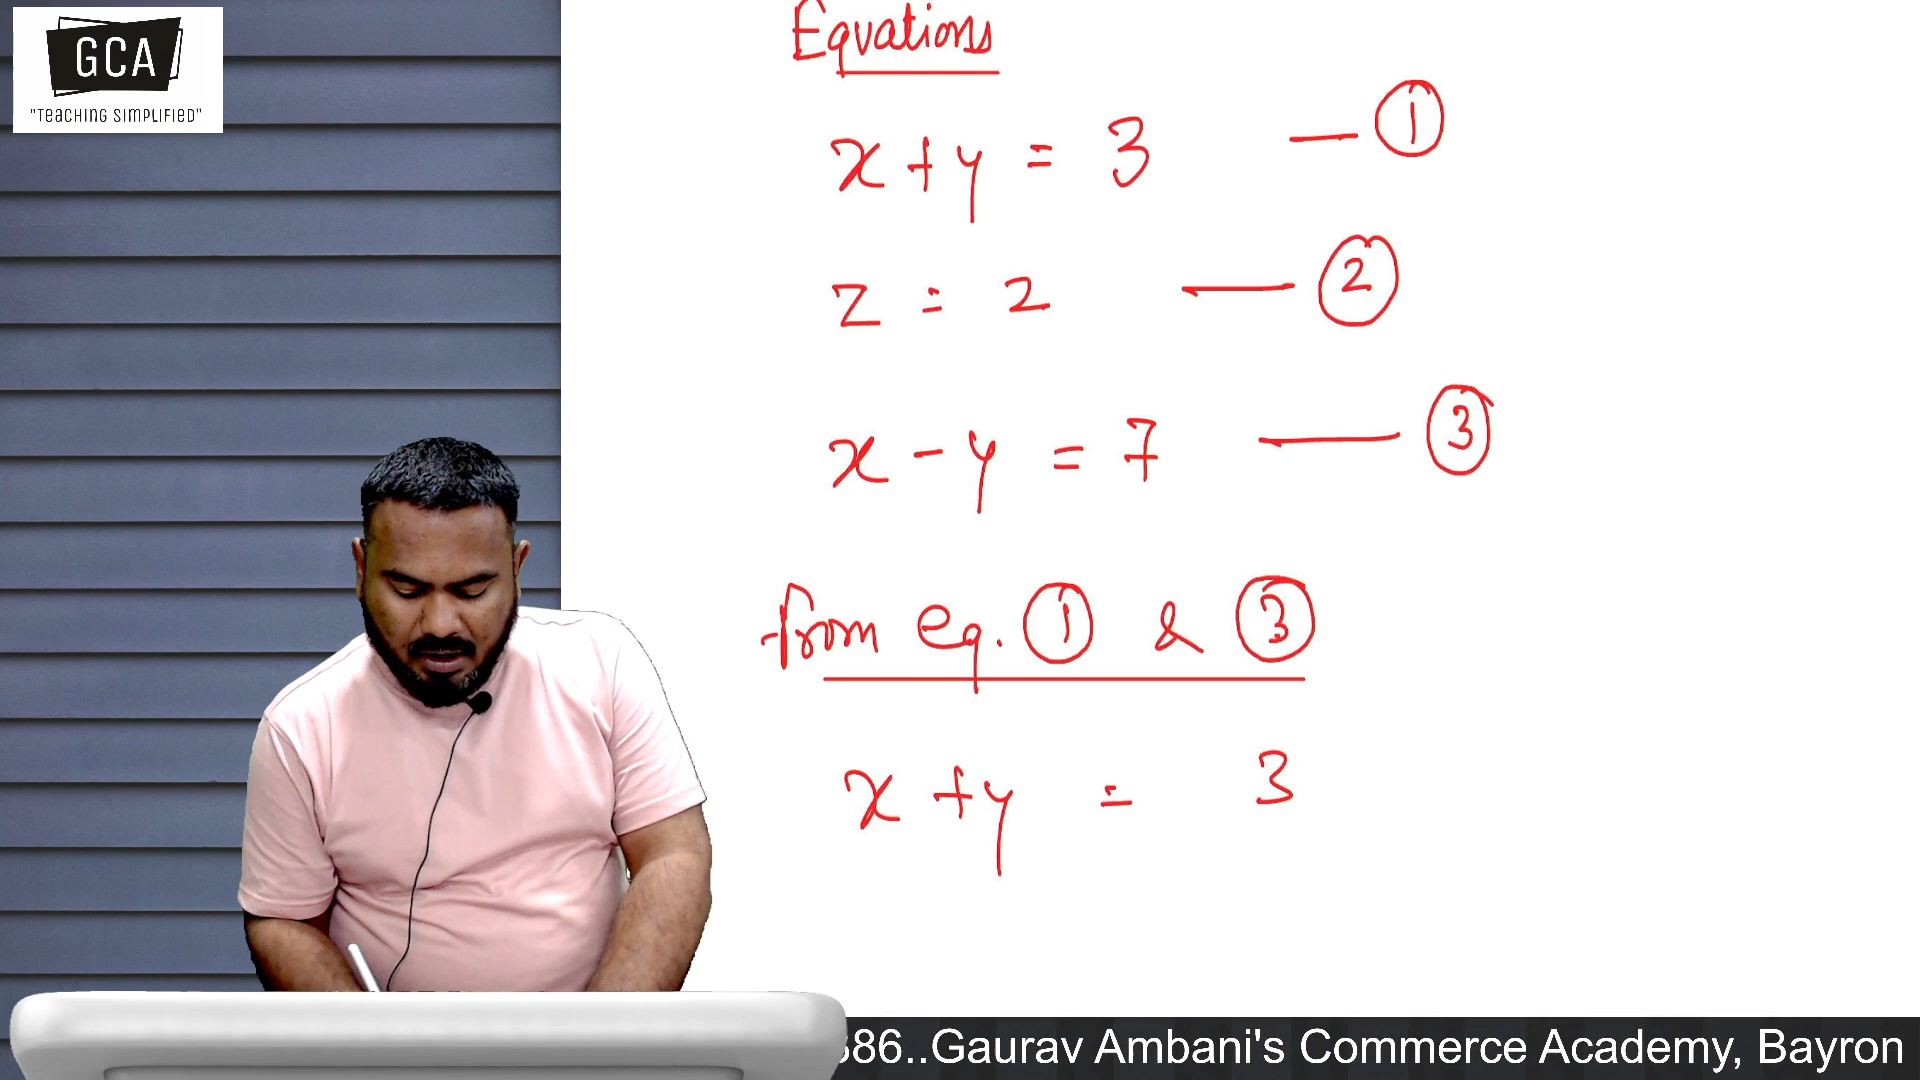 GCA
"Teaching Simplified"
Equations
x + y = 3 — 1
z = 2 — 2
x - y = 7 — 3
from eq. 1 & 3
x + y = 3
386..Gaurav Ambani's Commerce Academy, Bayron